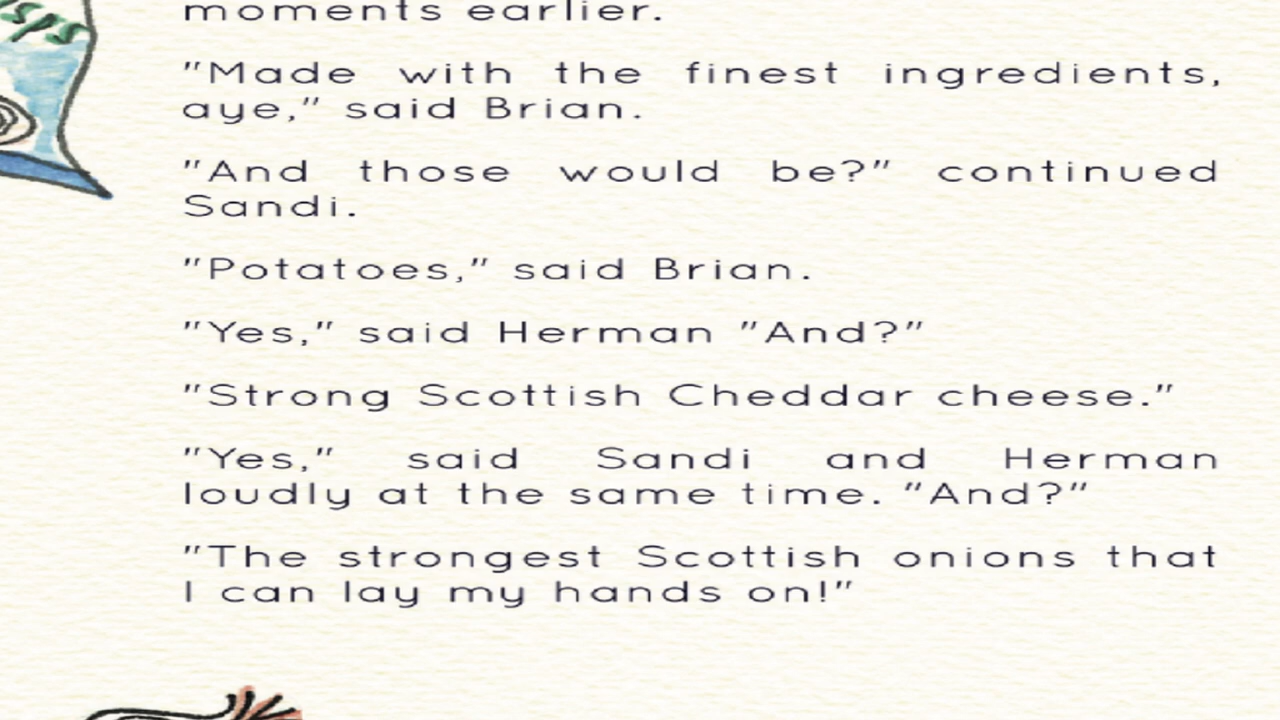 moments earlier.
"Made with the finest ingredients,
aye," said Brian.
"And those would be?" continued
Sandi.
"Potatoes," said Brian.
"Yes," said Herman "And?"
"Strong Scottish Cheddar cheese."
"Yes," said Sandi and Herman
loudly at the same time. "And?"
"The strongest Scottish onions that
I can lay my hands on!"